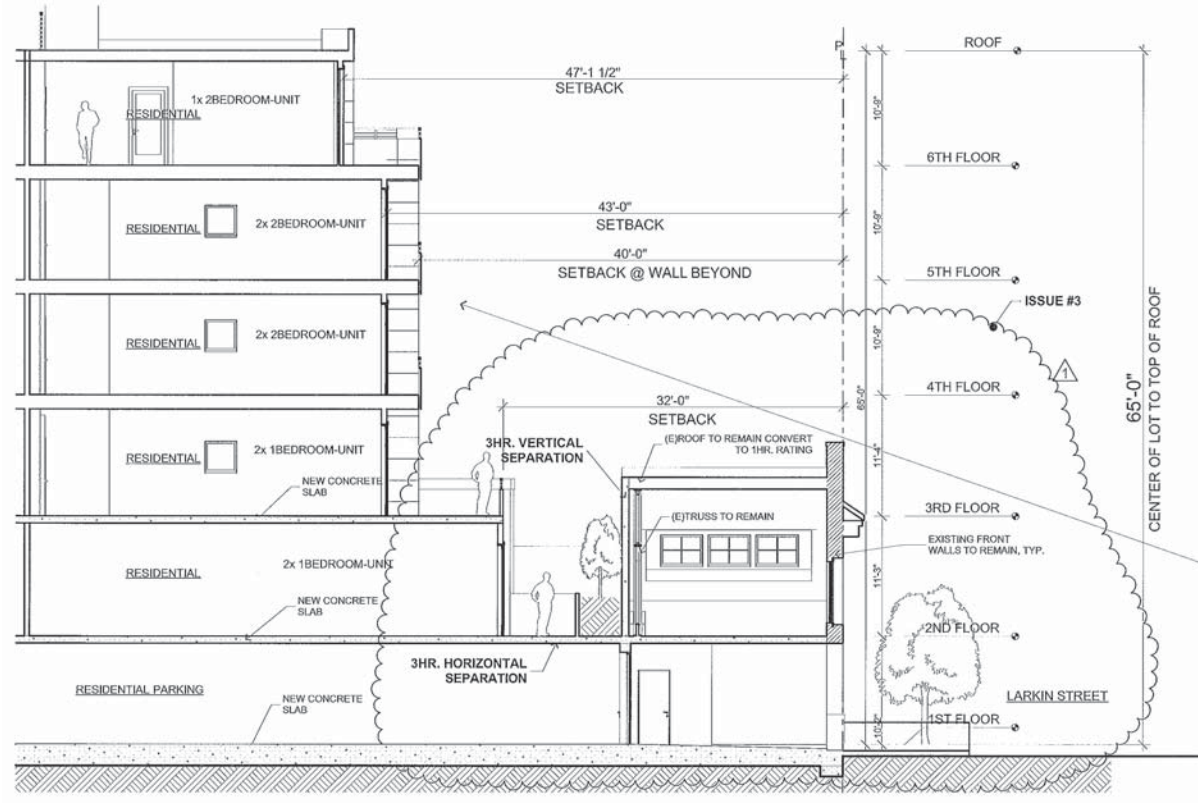 P
ROOF
47'-1 1/2"
SETBACK
1x 2BEDROOM-UNIT
RESIDENTIAL
10'-9"
6TH FLOOR
43'-0"
SETBACK
2x 2BEDROOM-UNIT
RESIDENTIAL
10'-9"
40'-0"
SETBACK @ WALL BEYOND
5TH FLOOR
ISSUE #3
2x 2BEDROOM-UNIT
RESIDENTIAL
10'-9"
1
4TH FLOOR
65'-0"
65'-0"
CENTER OF LOT TO TOP OF ROOF
32'-0"
SETBACK
3HR. VERTICAL
SEPARATION
(E)ROOF TO REMAIN CONVERT
TO 1HR. RATING
2x 1BEDROOM-UNIT
RESIDENTIAL
11'-4"
NEW CONCRETE
SLAB
3RD FLOOR
(E)TRUSS TO REMAIN
EXISTING FRONT
WALLS TO REMAIN, TYP.
2x 1BEDROOM-UNIT
RESIDENTIAL
11'-3"
NEW CONCRETE
SLAB
2ND FLOOR
3HR. HORIZONTAL
SEPARATION
RESIDENTIAL PARKING
NEW CONCRETE
SLAB
LARKIN STREET
1ST FLOOR
10'-2"